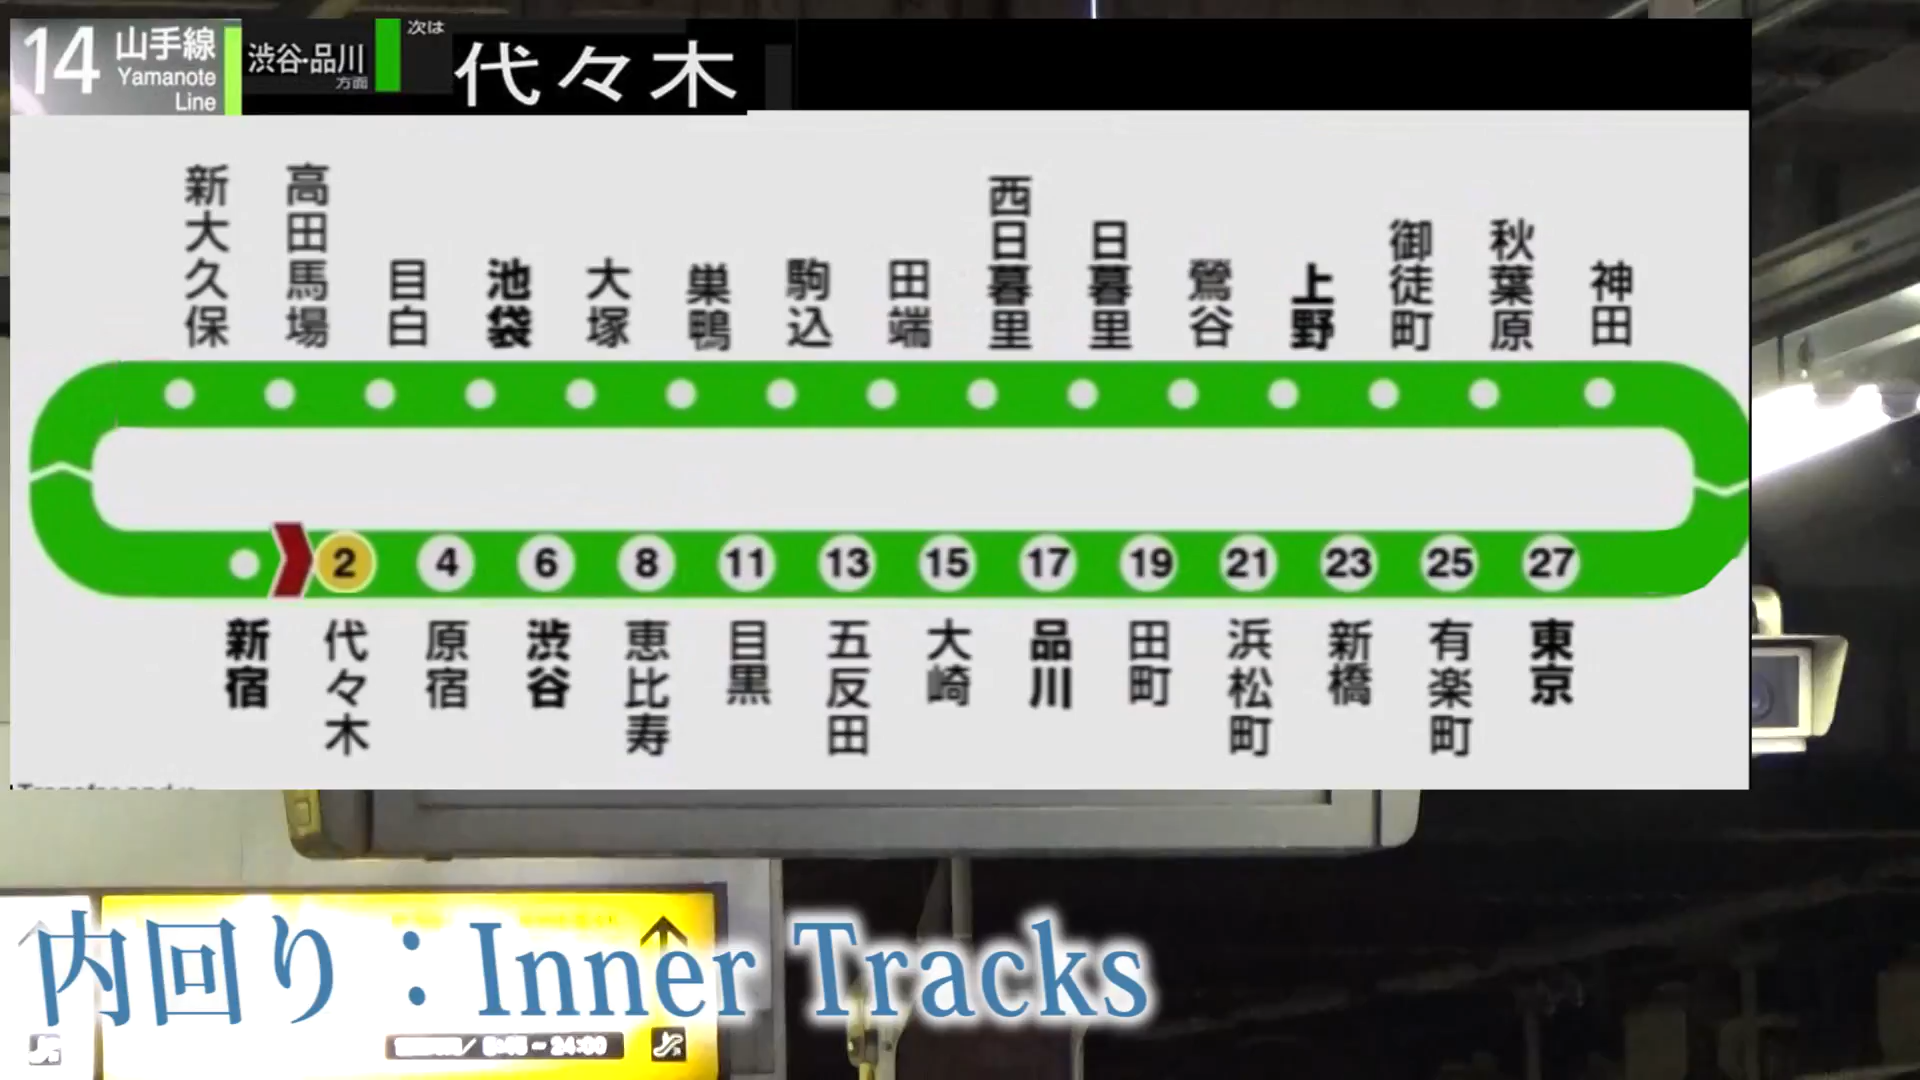 14
山手線
Yamanote
Line
渋谷・品川
方面
次は
代々木
新大久保
高田馬場
目白
池袋
大塚
巣鴨
駒込
田端
西日暮里
日暮里
鶯谷
上野
御徒町
秋葉原
神田
2 4 6 8 11 13 15 17 19 21 23 25 27
新宿
代々木
原宿
渋谷
恵比寿
目黒
五反田
大崎
品川
田町
浜松町
新橋
有楽町
東京
内回り：Inner Tracks